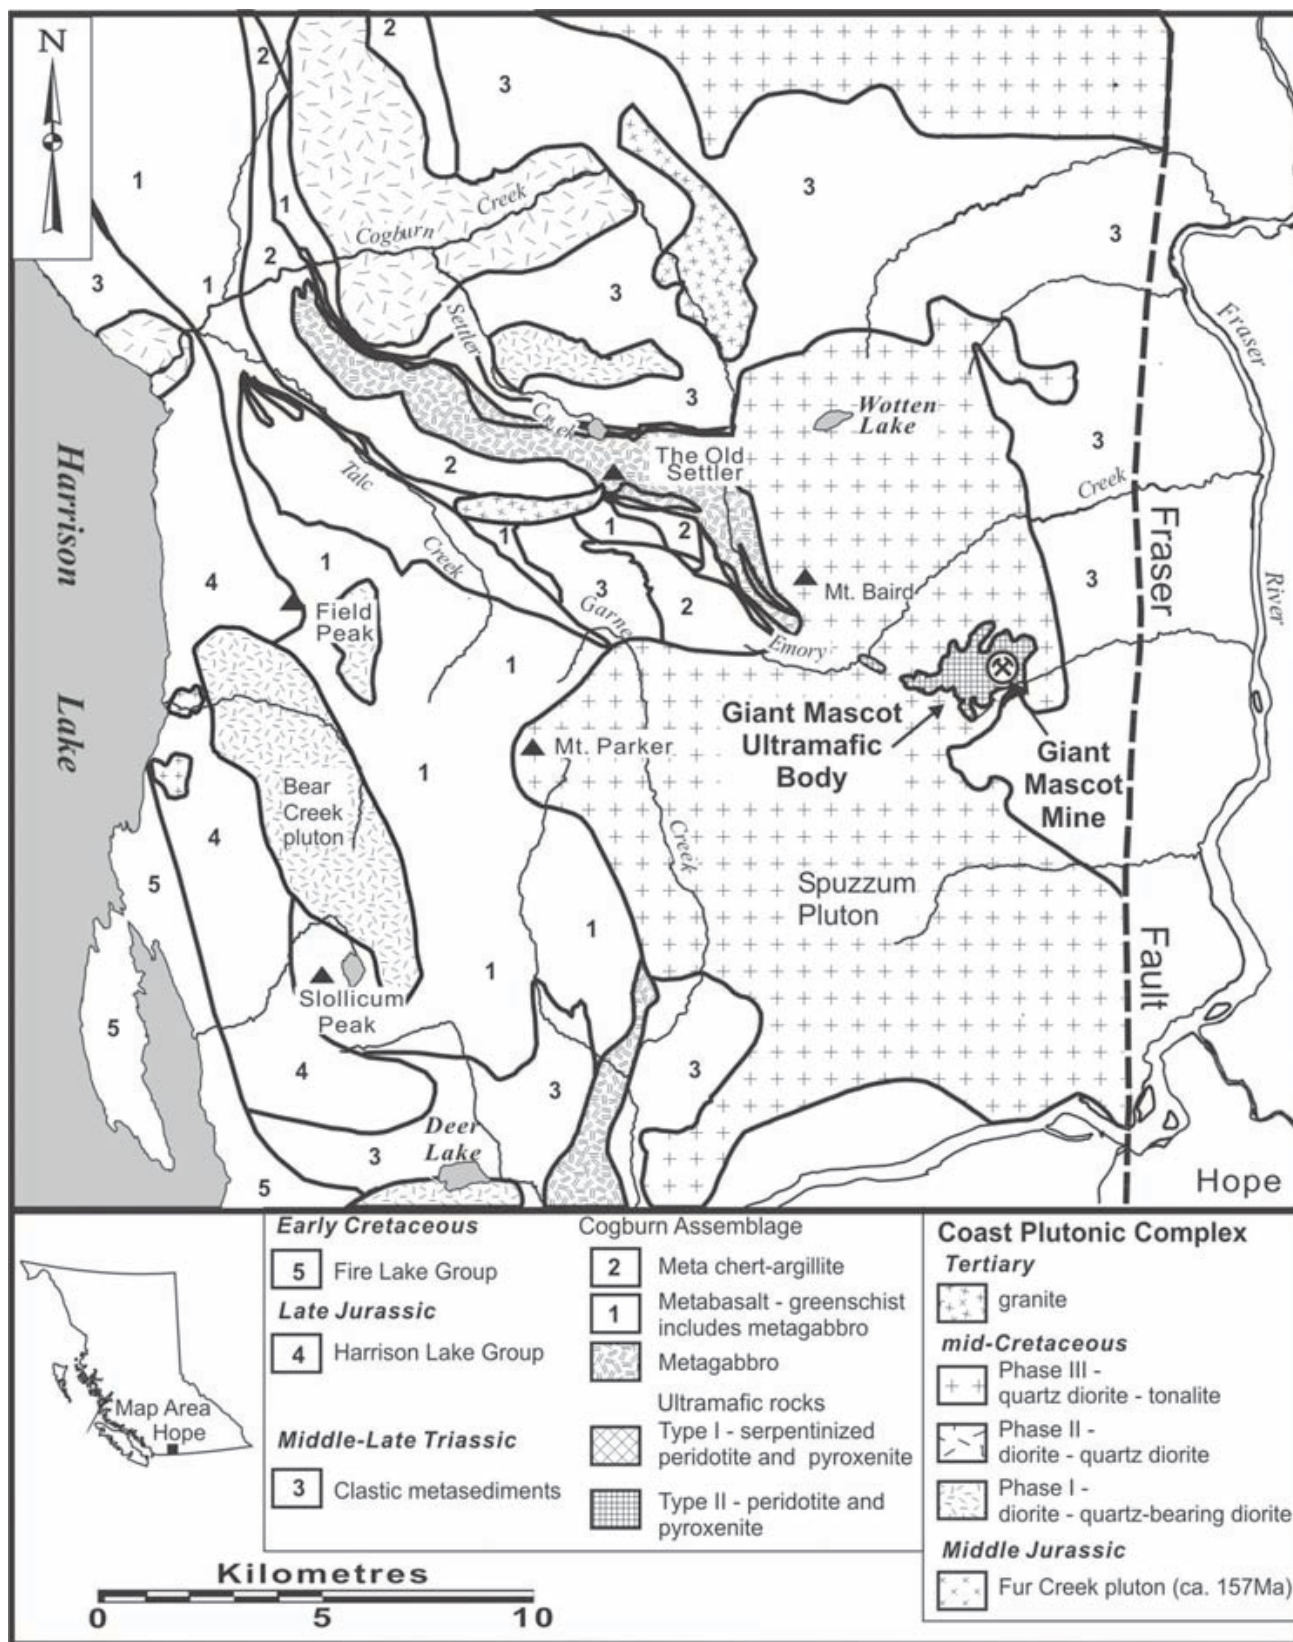 N
2
2
3
1
3
1
Creek
Cogburn
3
2
3
1
3
Settler
Fraser
3
Wotten
Lake
Creek
3
The Old
Settler
2
Talc
Creek
Harrison
Lake
1
2
1
Creek
Fraser
4
1
3
2
3
Mt. Baird
River
Field
Peak
Garne
Emory
1
Giant Mascot
Ultramafic
Body
Mt. Parker
Giant
Mascot
Mine
1
Bear
Creek
pluton
4
Creek
5
Spuzzum
Pluton
1
1
Fault
Slollicum
Peak
5
4
3
3
Deer
Lake
3
5
Hope
Early Cretaceous
5 Fire Lake Group
Late Jurassic
4 Harrison Lake Group
Middle-Late Triassic
3 Clastic metasediments
Cogburn Assemblage
2 Meta chert-argillite
1 Metabasalt - greenschist
includes metagabbro
Metagabbro
Ultramafic rocks
Type I - serpentinized
peridotite and pyroxenite
Type II - peridotite and
pyroxenite
Coast Plutonic Complex
Tertiary
granite
mid-Cretaceous
Phase III -
quartz diorite - tonalite
Phase II -
diorite - quartz diorite
Phase I -
diorite - quartz-bearing diorite
Middle Jurassic
Fur Creek pluton (ca. 157Ma)
Map Area
Hope
Kilometres
0 5 10